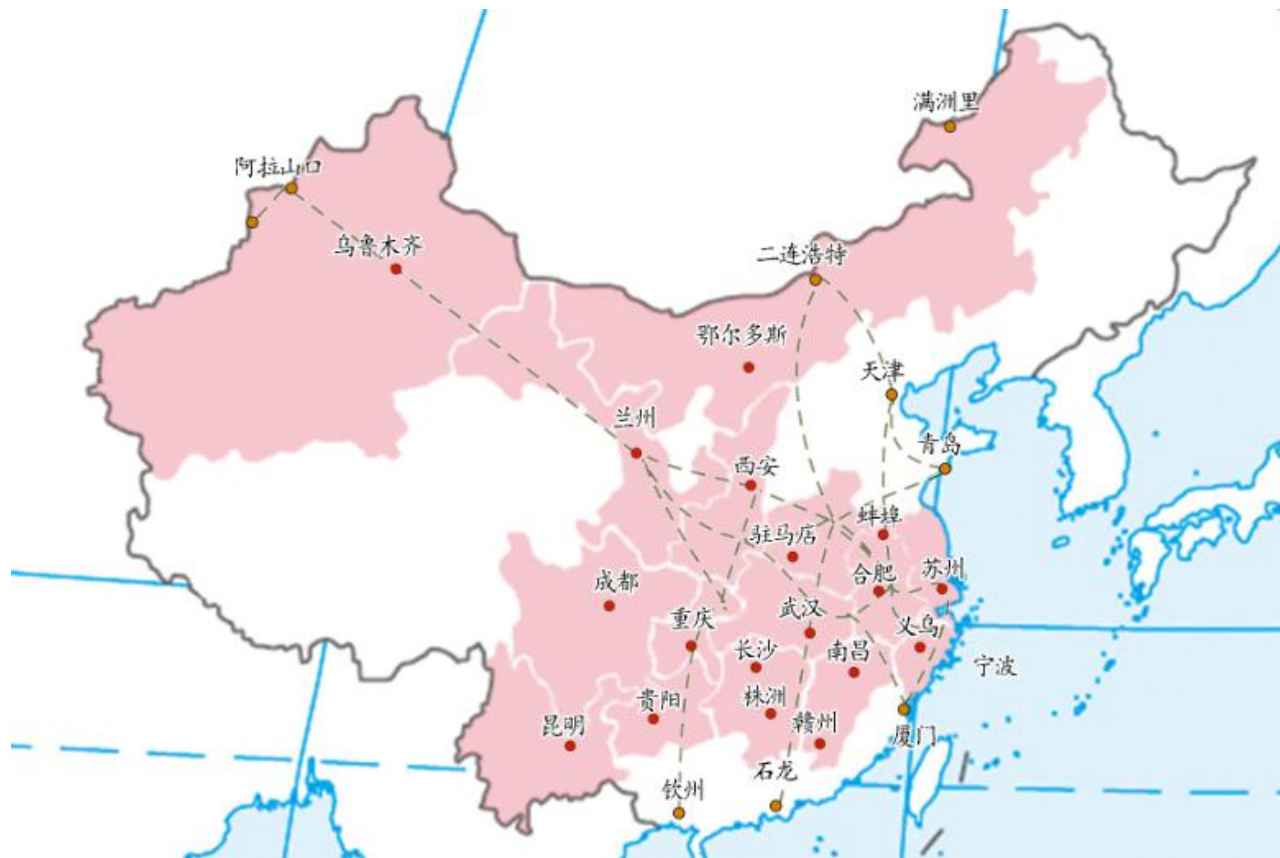 满洲里
阿拉山口
乌鲁木齐
二连浩特
鄂尔多斯
天津
兰州
青岛
西安
蚌埠
驻马店
合肥
苏州
成都
武汉
重庆
义乌
长沙
南昌
宁波
贵阳
株洲
赣州
昆明
厦门
石龙
钦州